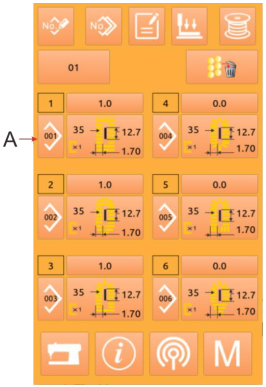 No.
No.
01
1 1.0 4 0.0
A 001 35 12.7 004 35 12.7
×1 1.70 ×1 1.70
2 1.0 5 0.0
002 35 12.7 005 35 12.7
×1 1.70 ×1 1.70
3 1.0 6 0.0
003 35 12.7 006 35 12.7
×1 1.70 ×1 1.70
i M